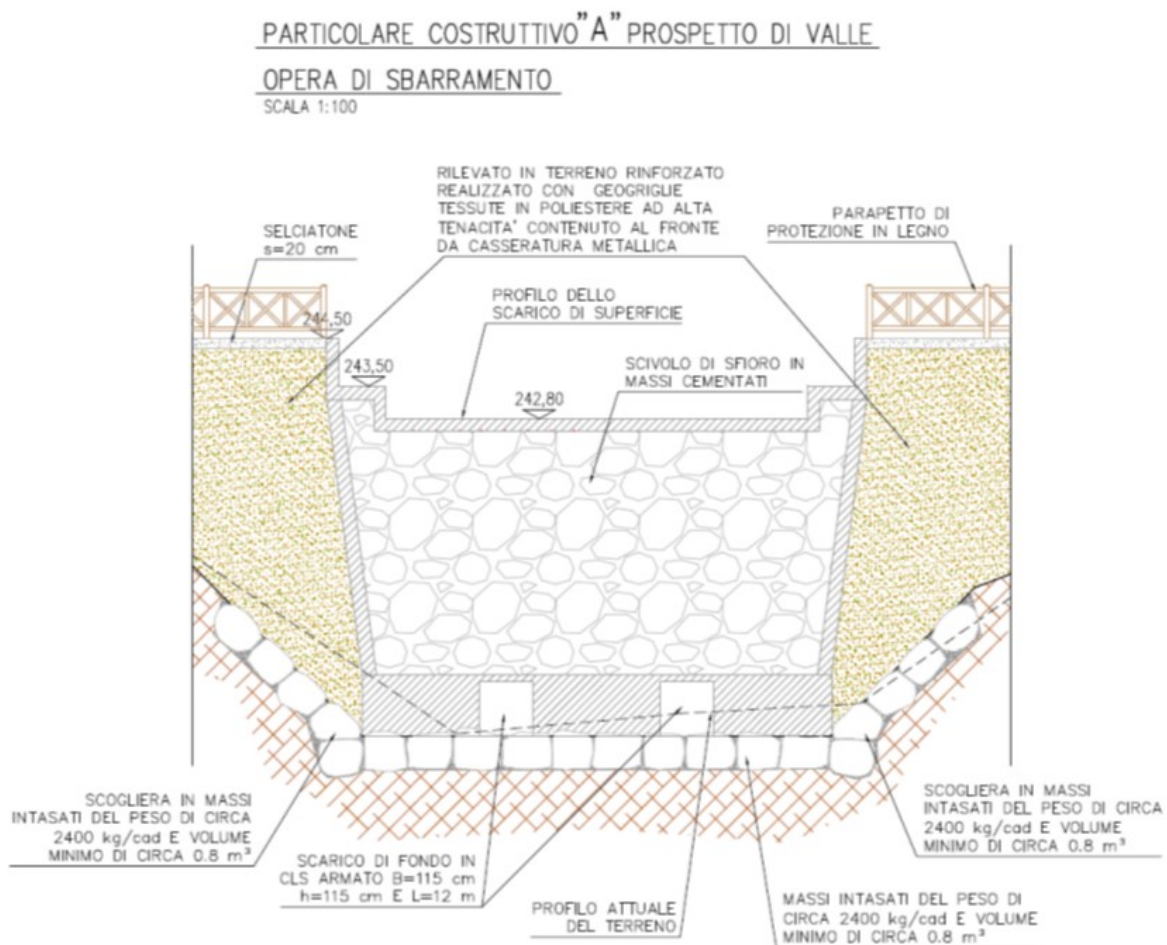 PARTICOLARE COSTRUTTIVO"A" PROSPETTO DI VALLE
OPERA DI SBARRAMENTO
SCALA 1:100
RILEVATO IN TERRENO RINFORZATO
REALIZZATO CON GEOGRIGLIE
TESSUTE IN POLIESTERE AD ALTA
TENACITA' CONTENUTO AL FRONTE
DA CASSERATURA METALLICA
SELCIATONE
s=20 cm
PARAPETTO DI
PROTEZIONE IN LEGNO
PROFILO DELLO
SCARICO DI SUPERFICIE
244,50
243,50
242,80
SCIVOLO DI SFIORO IN
MASSI CEMENTATI
SCOGLIERA IN MASSI
INTASATI DEL PESO DI CIRCA
2400 kg/cad E VOLUME
MINIMO DI CIRCA 0.8 m³
SCARICO DI FONDO IN
CLS ARMATO B=115 cm
h=115 cm E L=12 m
PROFILO ATTUALE
DEL TERRENO
MASSI INTASATI DEL PESO DI
CIRCA 2400 kg/cad E VOLUME
MINIMO DI CIRCA 0.8 m³
SCOGLIERA IN MASSI
INTASATI DEL PESO DI CIRCA
2400 kg/cad E VOLUME
MINIMO DI CIRCA 0.8 m³